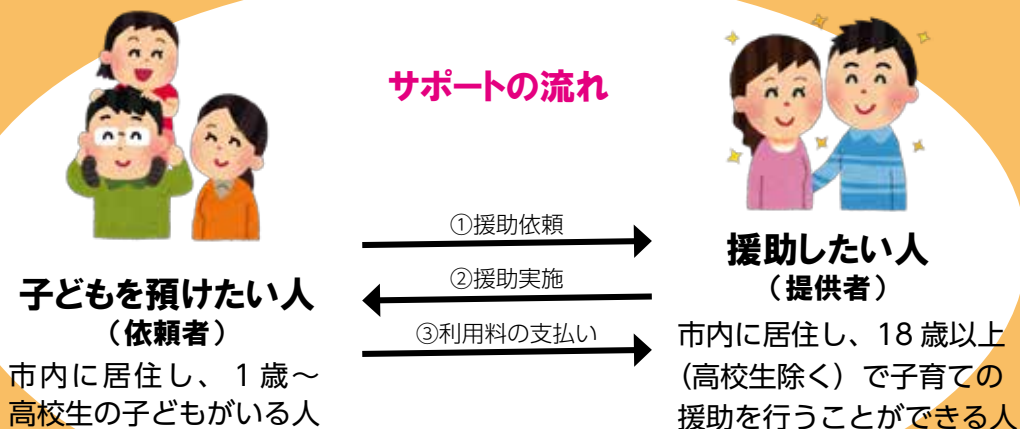 サポートの流れ
①援助依頼
②援助実施
③利用料の支払い
子どもを預けたい人
（依頼者）
市内に居住し、1歳～
高校生の子どもがいる人
援助したい人
（提供者）
市内に居住し、18歳以上
（高校生除く）で子育ての
援助を行うことができる人